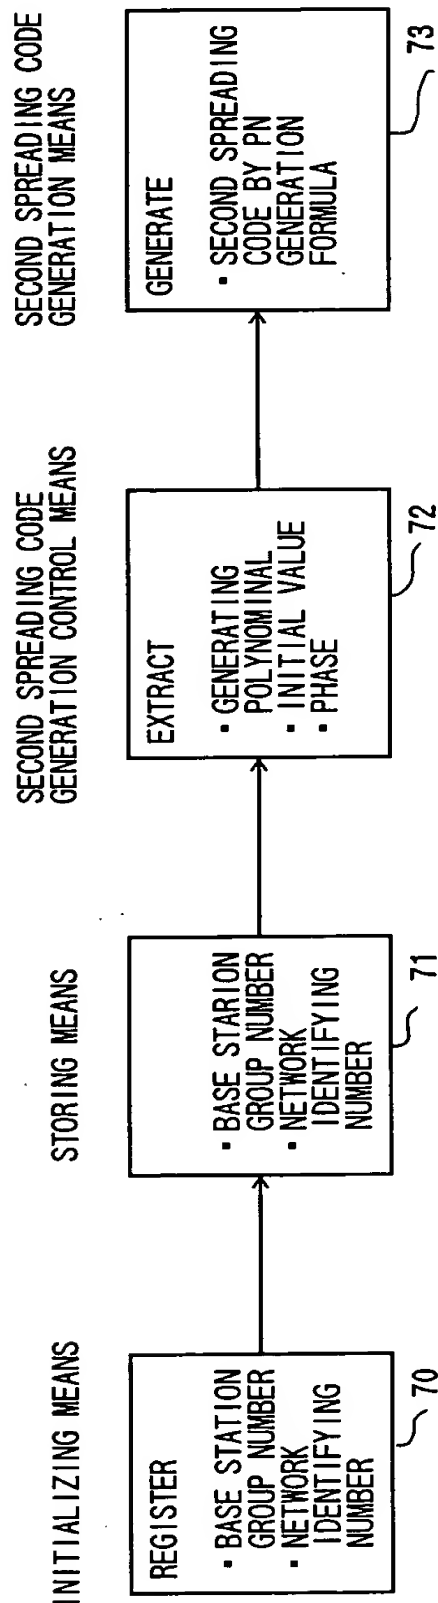 INITIALIZING MEANS
REGISTER
• BASE STATION
GROUP NUMBER
• NETWORK
IDENTIFYING
NUMBER
70
STORING MEANS
• BASE STARION
GROUP NUMBER
• NETWORK
IDENTIFYING
NUMBER
71
SECOND SPREADING CODE
GENERATION CONTROL MEANS
EXTRACT
• GENERATING
POLYNOMINAL
• INITIAL VALUE
• PHASE
72
SECOND SPREADING CODE
GENERATION MEANS
GENERATE
• SECOND SPREADING
CODE BY PN
GENERATION
FORMULA
73